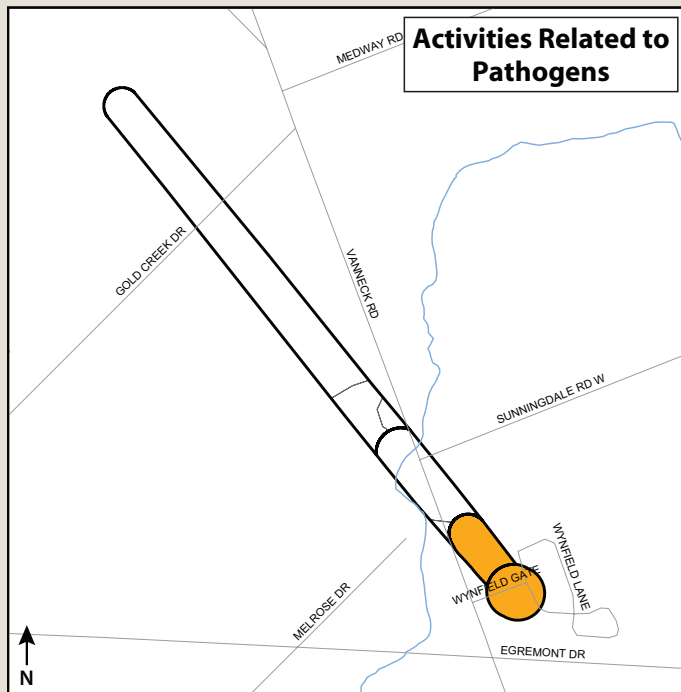 Activities Related to
Pathogens
MEDWAY RD
GOLD CREEK DR
VANNECK RD
SUNNINGDALE RD W
WYNFIELD LANE
WYNFIELD GATE
MELROSE DR
EGREMONT DR
N